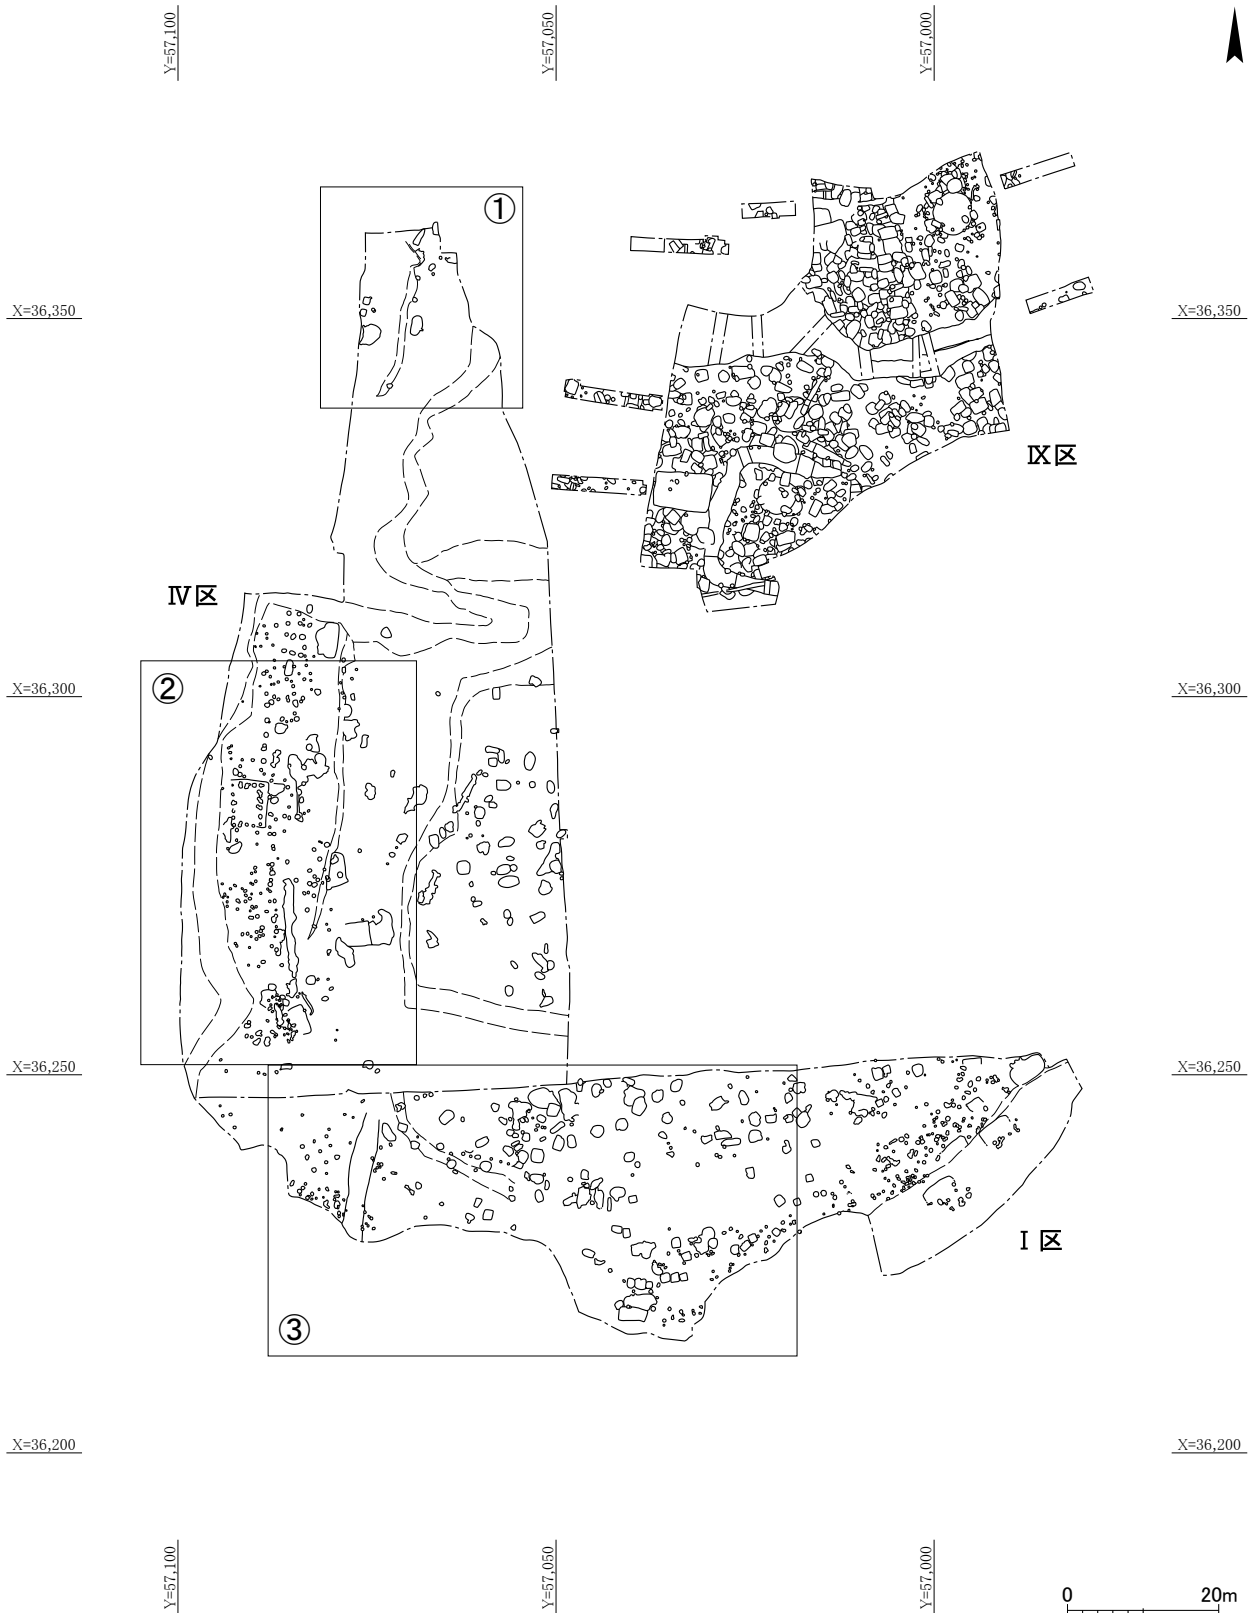 Y=57,100
Y=57,050
Y=57,000
①
X=36,350
X=36,350
Ⅸ区
Ⅳ区
②
X=36,300
X=36,300
X=36,250
X=36,250
Ⅰ区
③
X=36,200
X=36,200
Y=57,100
Y=57,050
Y=57,000
0 20m